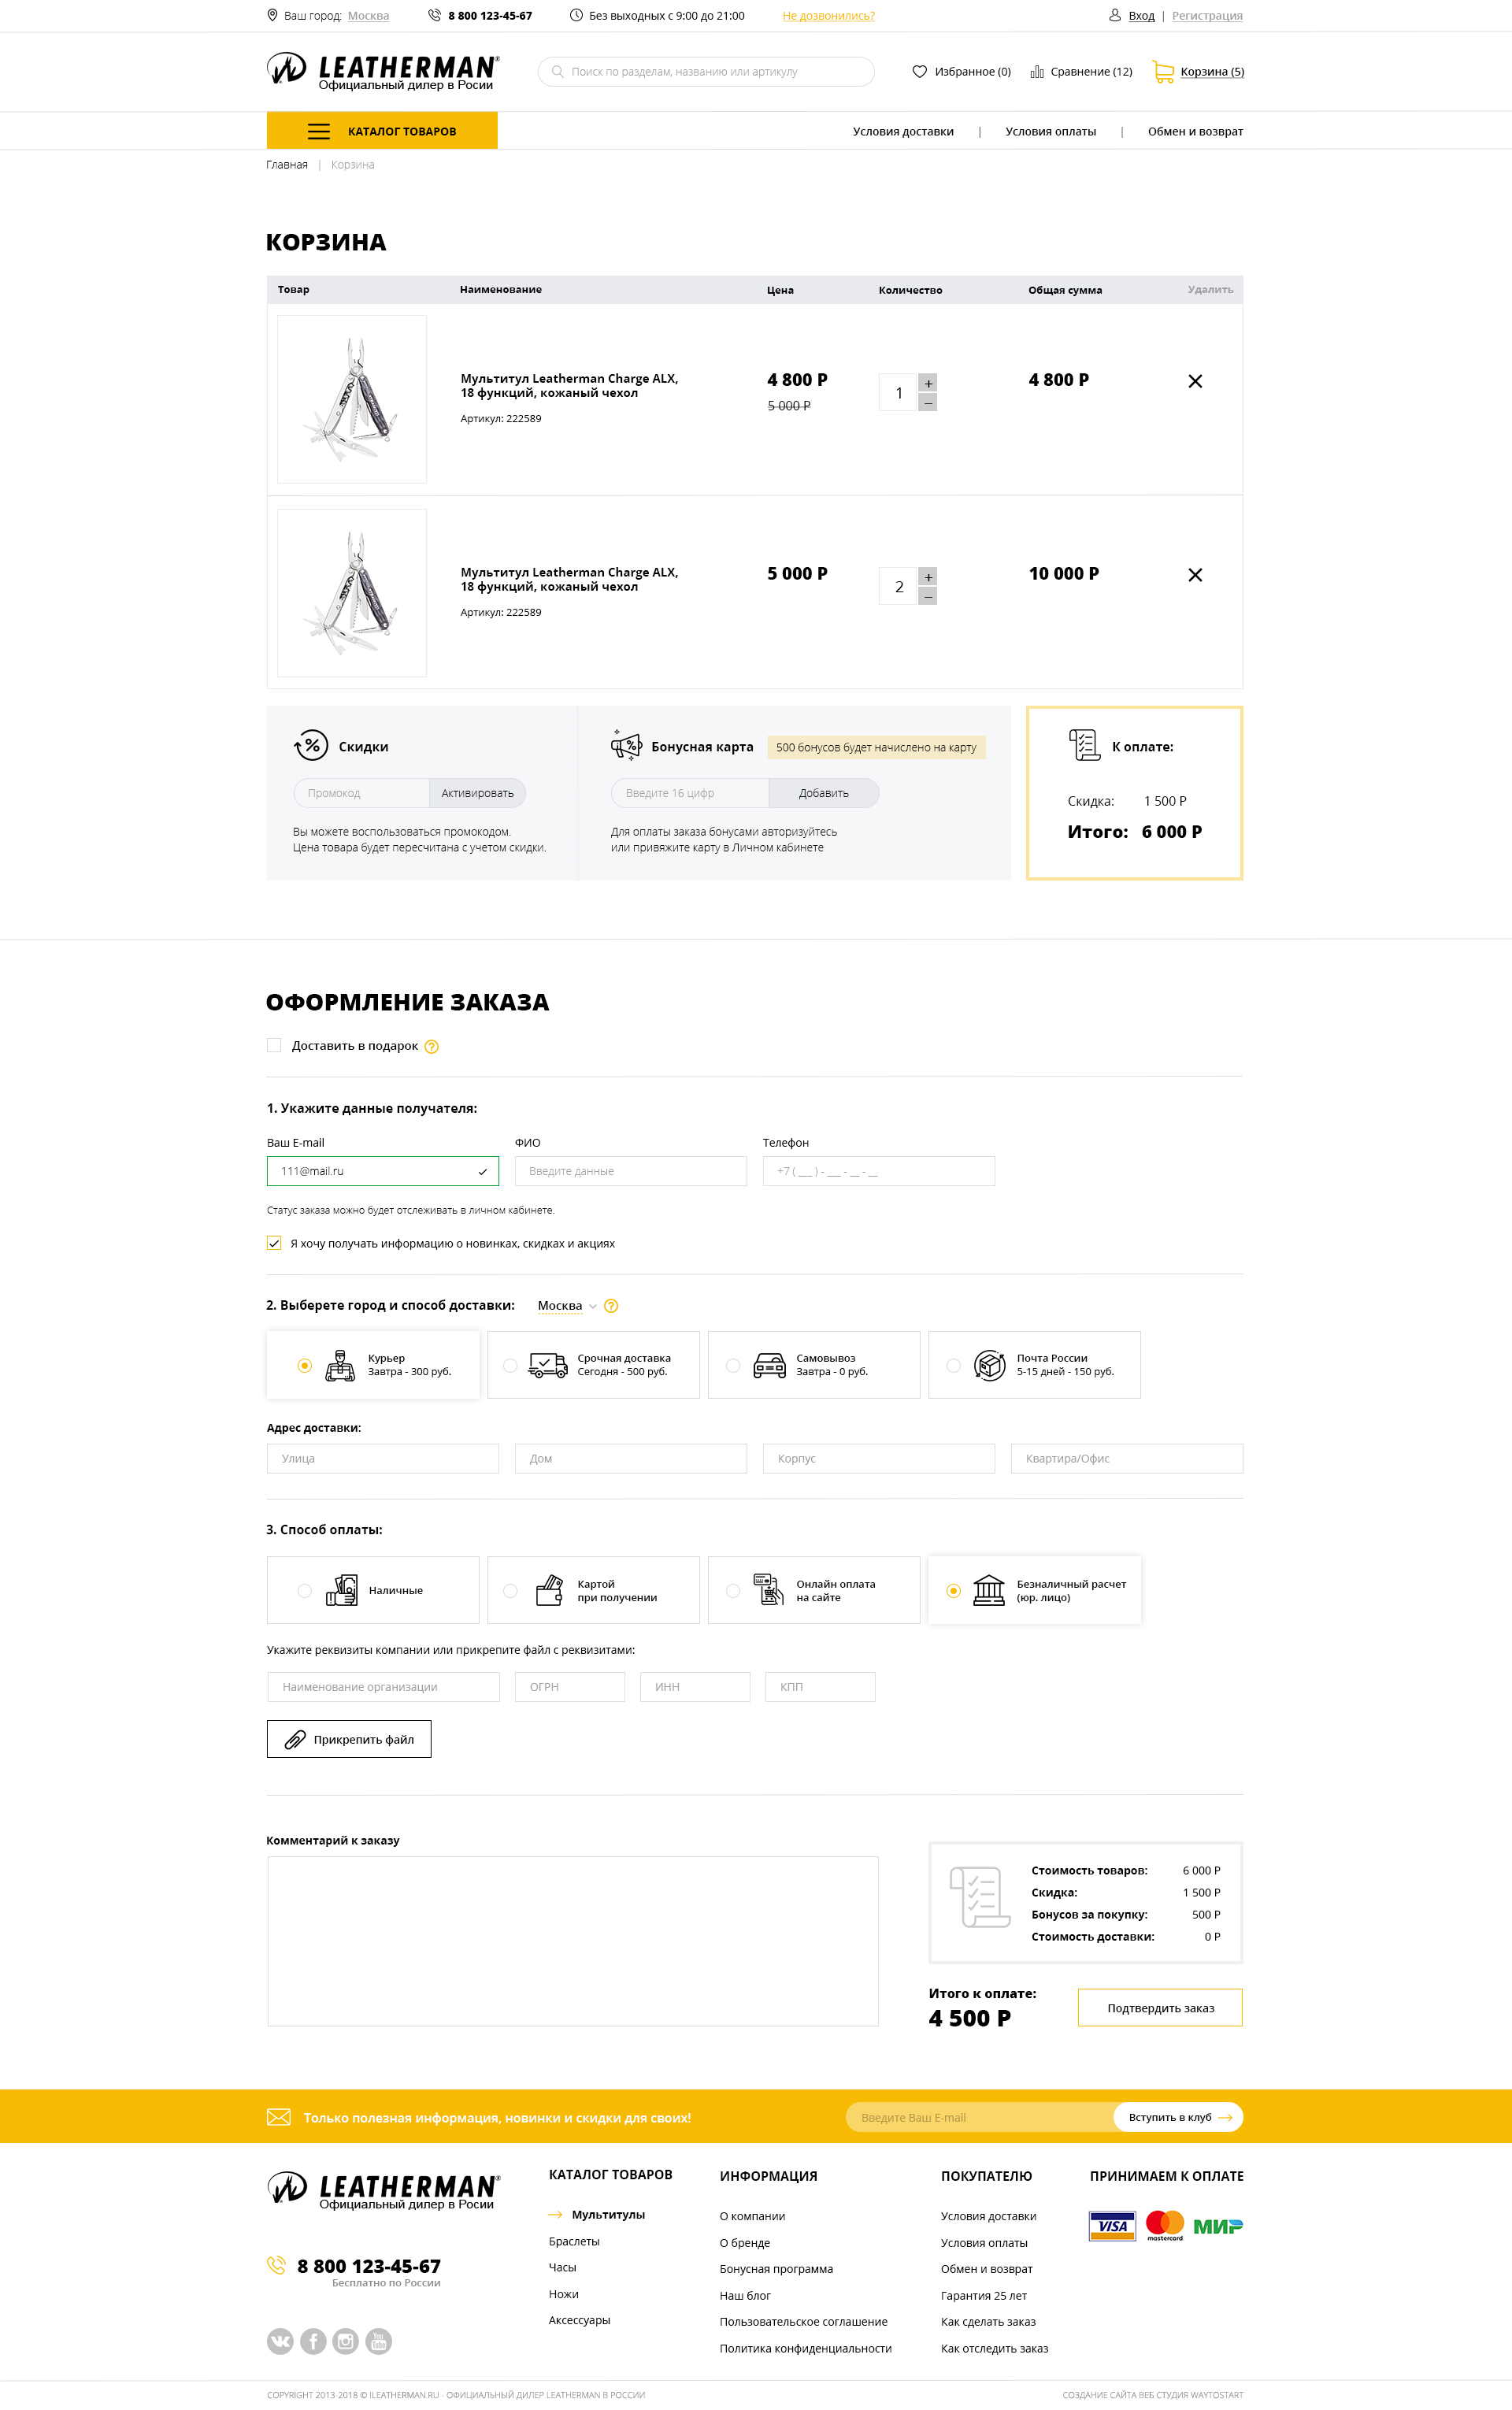 Ваш город: Москва
8 800 123-45-67
Без выходных с 9:00 до 21:00
Не дозвонились?
Вход | Регистрация
LEATHERMAN®
Официальный дилер в Росии
Поиск по разделам, названию или артикулу
Избранное (0)
Сравнение (12)
Корзина (5)
КАТАЛОГ ТОВАРОВ
Условия доставки | Условия оплаты | Обмен и возврат
Главная | Корзина
КОРЗИНА
Товар Наименование Цена Количество Общая сумма Удалить
Мультитул Leatherman Charge ALX,
18 функций, кожаный чехол
Артикул: 222589
4 800 Р
5 000 Р
1
+
–
4 800 Р
Мультитул Leatherman Charge ALX,
18 функций, кожаный чехол
Артикул: 222589
5 000 Р
2
+
–
10 000 Р
Скидки
Промокод Активировать
Вы можете воспользоваться промокодом.
Цена товара будет пересчитана с учетом скидки.
Бонусная карта
500 бонусов будет начислено на карту
Введите 16 цифр Добавить
Для оплаты заказа бонусами авторизуйтесь
или привяжите карту в Личном кабинете
К оплате:
Скидка: 1 500 Р
Итого: 6 000 Р
ОФОРМЛЕНИЕ ЗАКАЗА
Доставить в подарок ?
1. Укажите данные получателя:
Ваш E-mail ФИО Телефон
111@mail.ru Введите данные +7 ( ___ ) - ___ - __ - __
Статус заказа можно будет отслеживать в личном кабинете.
Я хочу получать информацию о новинках, скидках и акциях
2. Выберете город и способ доставки: Москва ?
Курьер
Завтра - 300 руб.
Срочная доставка
Сегодня - 500 руб.
Самовывоз
Завтра - 0 руб.
Почта России
5-15 дней - 150 руб.
Адрес доставки:
Улица Дом Корпус Квартира/Офис
3. Способ оплаты:
Наличные
Картой
при получении
Онлайн оплата
на сайте
Безналичный расчет
(юр. лицо)
Укажите реквизиты компании или прикрепите файл с реквизитами:
Наименование организации ОГРН ИНН КПП
Прикрепить файл
Комментарий к заказу
Стоимость товаров: 6 000 Р
Скидка: 1 500 Р
Бонусов за покупку: 500 Р
Стоимость доставки: 0 Р
Итого к оплате:
4 500 Р
Подтвердить заказ
Только полезная информация, новинки и скидки для своих!
Введите Ваш E-mail
Вступить в клуб
LEATHERMAN®
Официальный дилер в Росии
8 800 123-45-67
Бесплатно по России
You
Tube
КАТАЛОГ ТОВАРОВ
Мультитулы
Браслеты
Часы
Ножи
Аксессуары
ИНФОРМАЦИЯ
О компании
О бренде
Бонусная программа
Наш блог
Пользовательское соглашение
Политика конфиденциальности
ПОКУПАТЕЛЮ
Условия доставки
Условия оплаты
Обмен и возврат
Гарантия 25 лет
Как сделать заказ
Как отследить заказ
ПРИНИМАЕМ К ОПЛАТЕ
VISA
mastercard
МИР
COPYRIGHT 2013-2018 © ILEATHERMAN.RU · ОФИЦИАЛЬНЫЙ ДИЛЕР LEATHERMAN В РОССИИ
СОЗДАНИЕ САЙТА ВЕБ СТУДИЯ WAYTOSTART